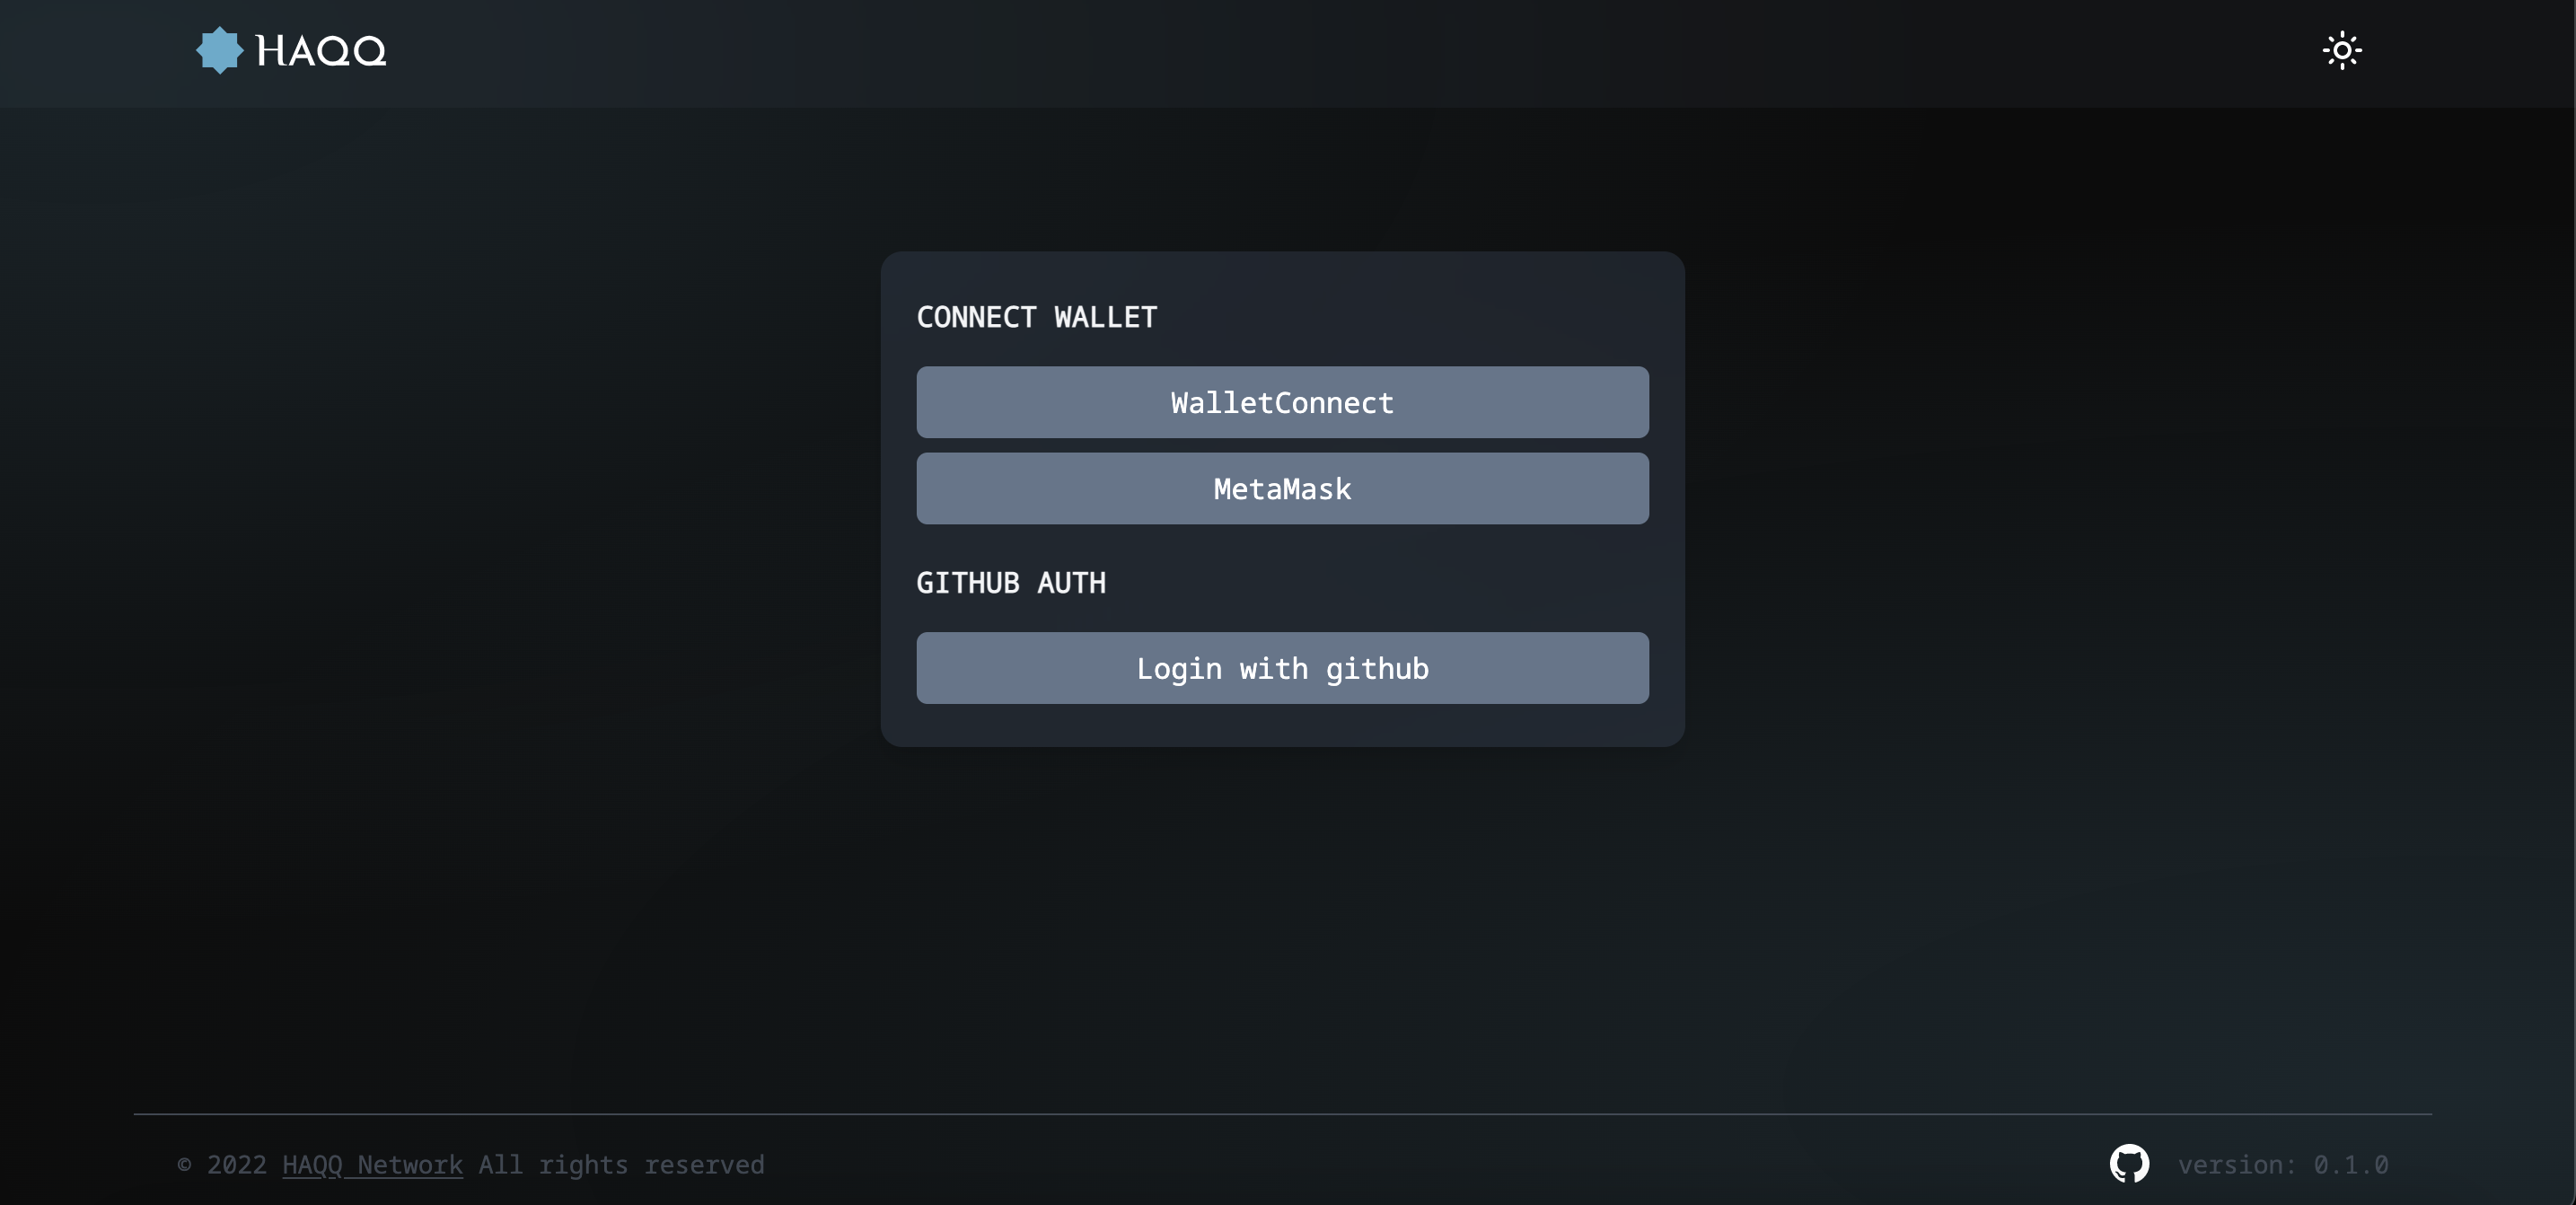 HAQQ
CONNECT WALLET
WalletConnect
MetaMask
GITHUB AUTH
Login with github
© 2022 HAQQ Network All rights reserved
version: 0.1.0